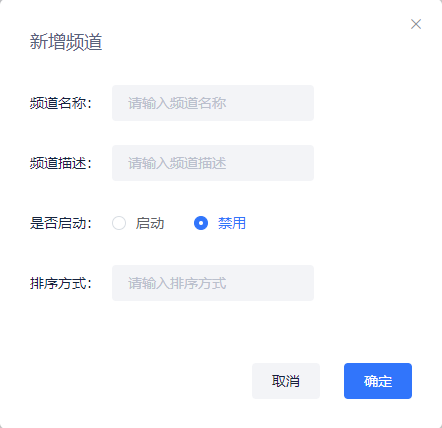 新增频道
频道名称：
请输入频道名称
频道描述：
请输入频道描述
是否启动：
启动
禁用
排序方式：
请输入排序方式
取消
确定